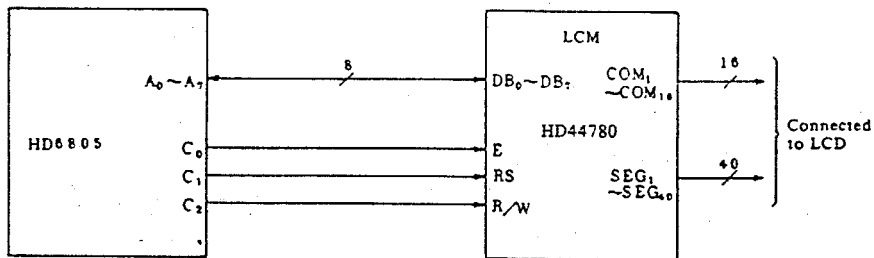 HD6805
A₀～A₇
C₀
C₁
C₂
8
LCM
HD44780
DB₀～DB₇
E
RS
R/W
COM₁
～COM₁₆
SEG₁
～SEG₄₀
16
40
Connected
to LCD